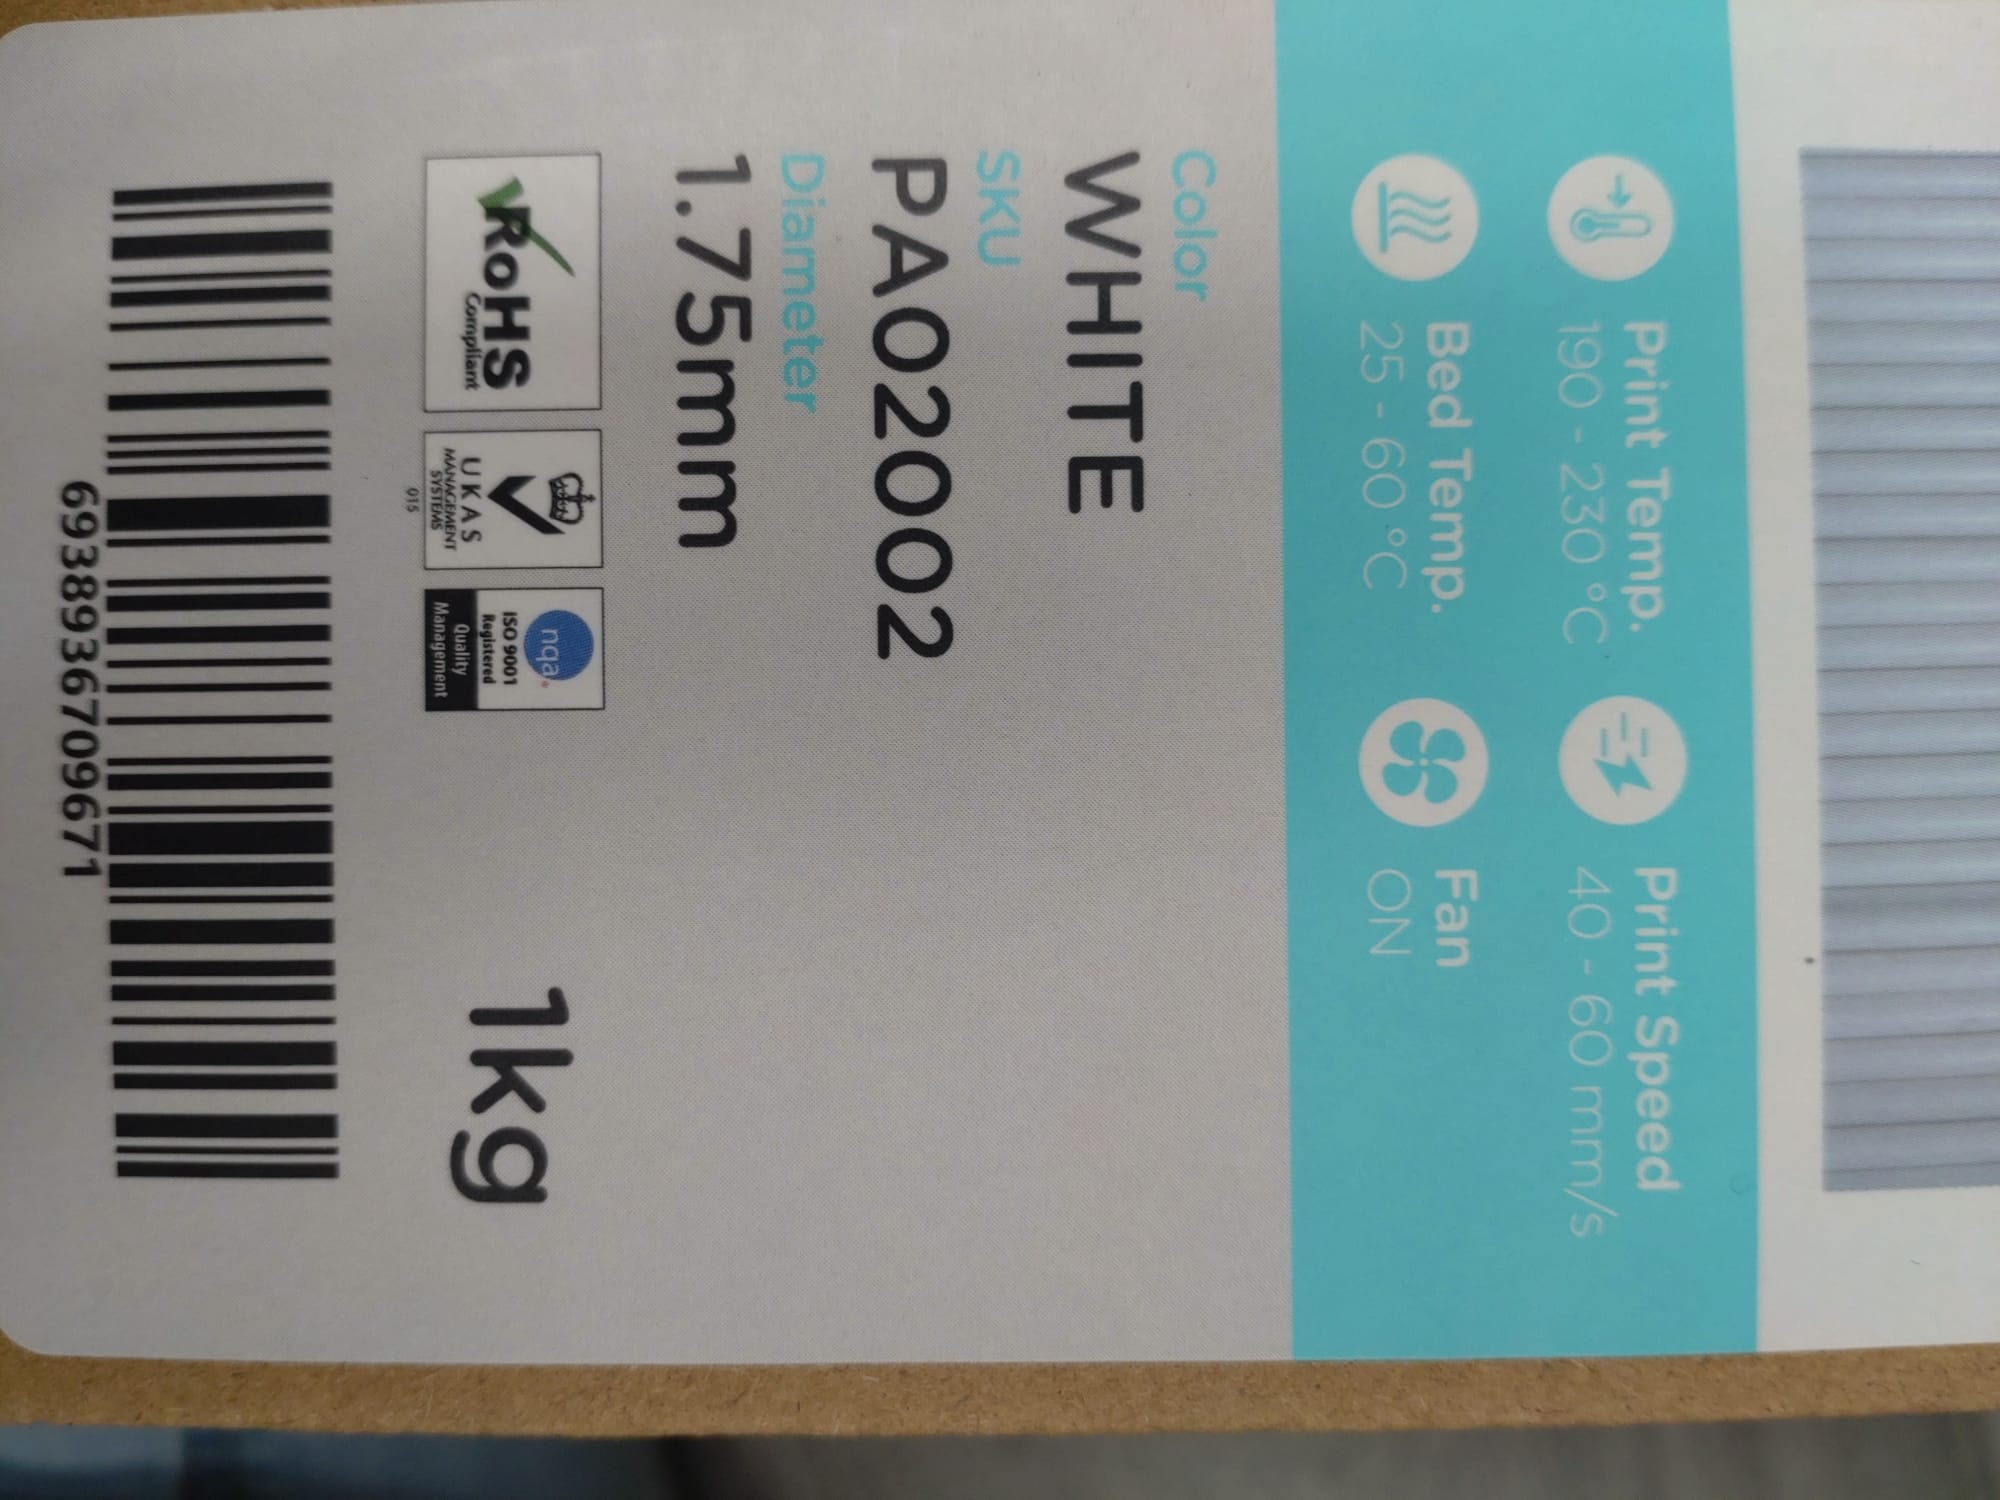 Print Temp.
190 - 230 °C
Print Speed
40 - 60 mm/s
Bed Temp.
25 - 60 °C
Fan
ON
Color
WHITE
SKU
PA02002
Diameter
1.75mm
RoHS
Compliant
UKAS
MANAGEMENT
SYSTEMS
015
nqa
ISO 9001
Registered
Quality
Management
1kg
6938936709671